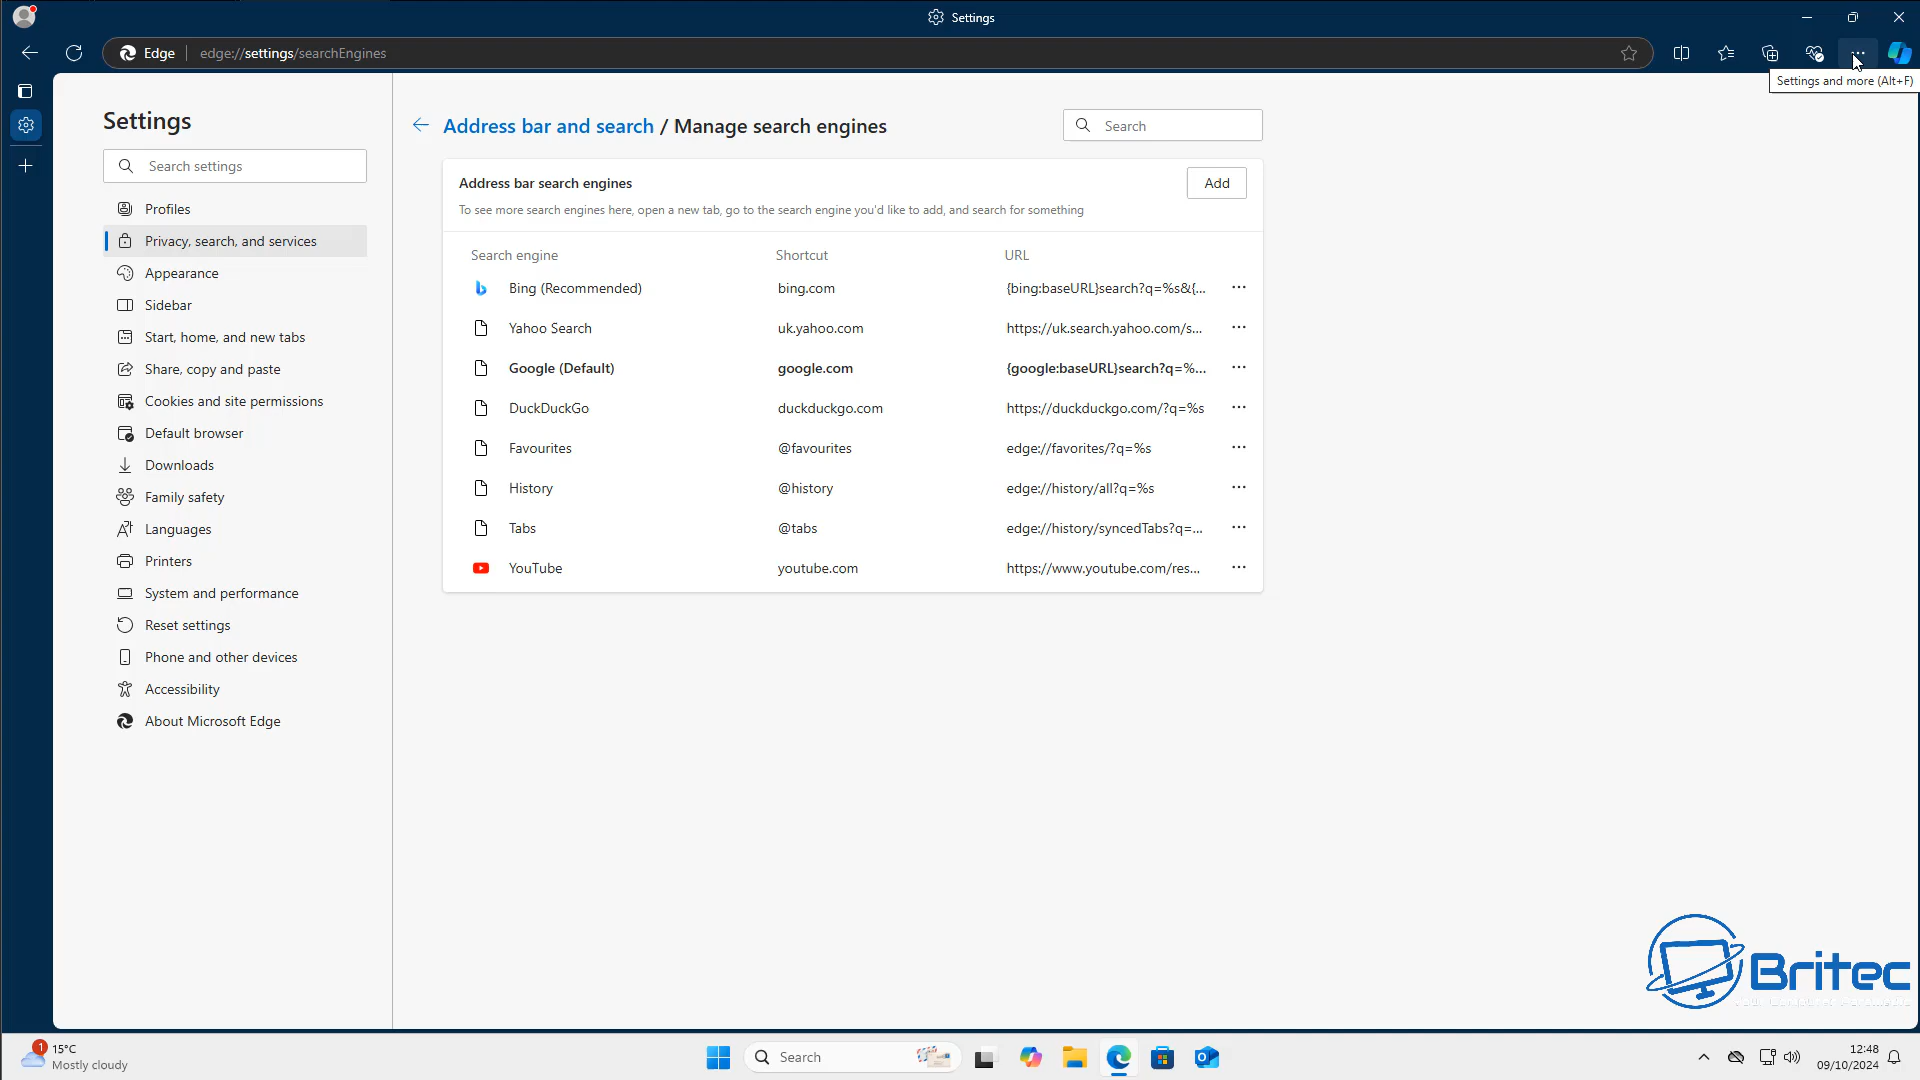 Settings
Edge
edge://settings/searchEngines
Settings and more (Alt+F)
Settings
Search settings
Profiles
Privacy, search, and services
Appearance
Sidebar
Start, home, and new tabs
Share, copy and paste
Cookies and site permissions
Default browser
Downloads
Family safety
Languages
Printers
System and performance
Reset settings
Phone and other devices
Accessibility
About Microsoft Edge
Address bar and search / Manage search engines
Search
Address bar search engines
Add
To see more search engines here, open a new tab, go to the search engine you'd like to add, and search for something
Search engine Shortcut URL
Bing (Recommended) bing.com {bing:baseURL}search?q=%s&{...
Yahoo Search uk.yahoo.com https://uk.search.yahoo.com/s...
Google (Default) google.com {google:baseURL}search?q=%...
DuckDuckGo duckduckgo.com https://duckduckgo.com/?q=%s
Favourites @favourites edge://favorites/?q=%s
History @history edge://history/all?q=%s
Tabs @tabs edge://history/syncedTabs?q=...
YouTube youtube.com https://www.youtube.com/res...
Britec
1
15°C
Mostly cloudy
Search
12:48
09/10/2024